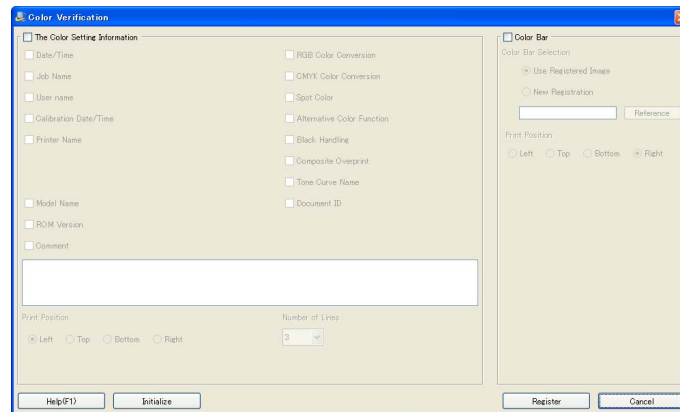 Color Verification
The Color Setting Information
Date/Time
Job Name
User name
Calibration Date/Time
Printer Name
Model Name
ROM Version
Comment
RGB Color Conversion
CMYK Color Conversion
Spot Color
Alternative Color Function
Black Handling
Composite Overprint
Tone Curve Name
Document ID
Print Position
Left Top Bottom Right
Number of Lines
3
Color Bar
Color Bar Selection :
Use Registered Image
New Registration
Reference
Print Position :
Left Top Bottom Right
Help(F1) Initialize Register Cancel